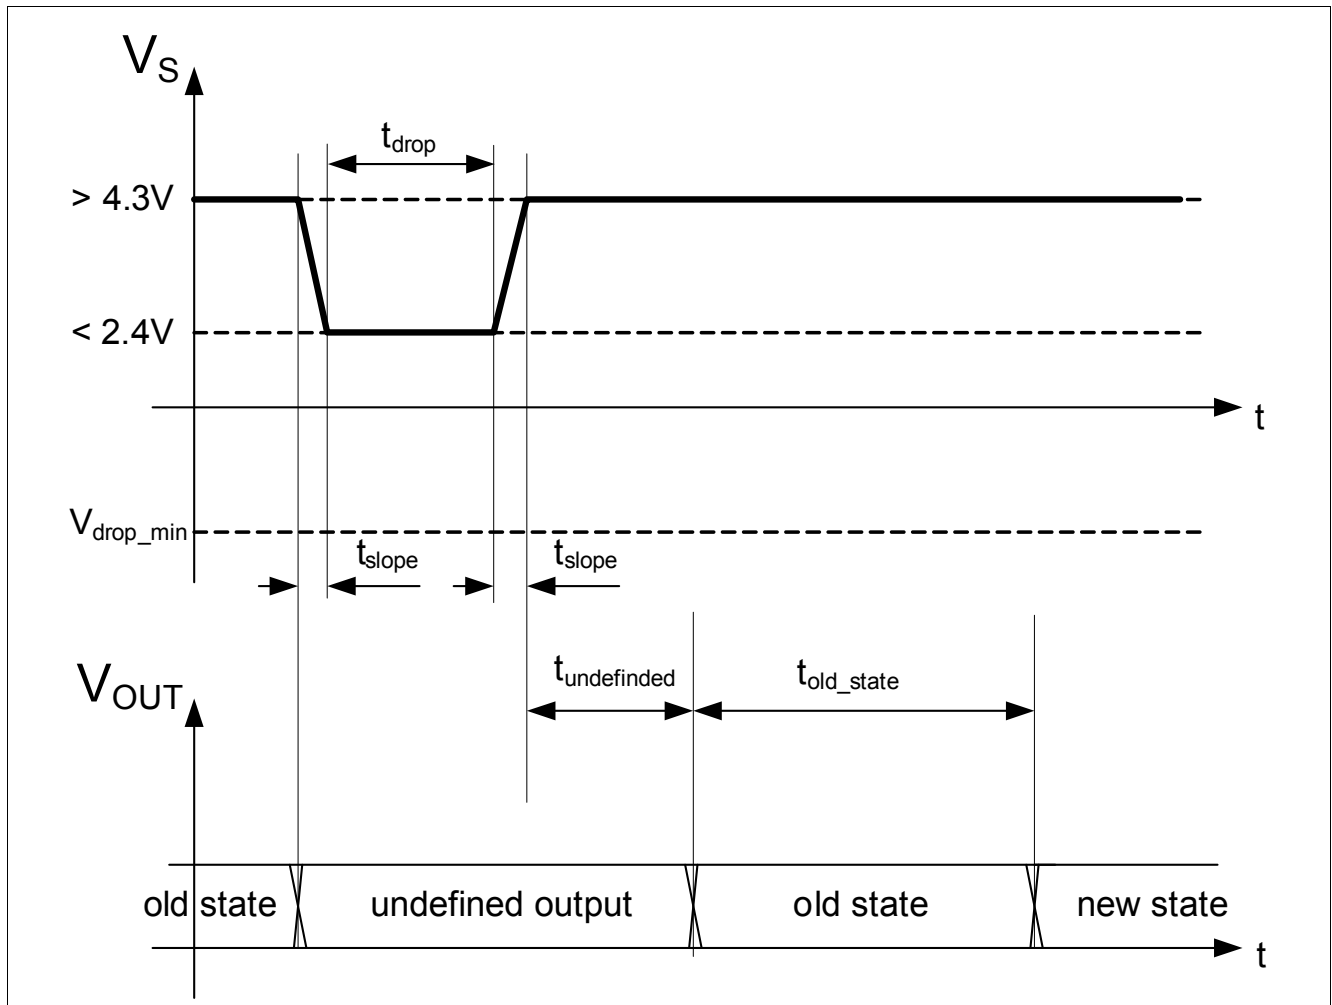 VS
tdrop
> 4.3V
< 2.4V
t
Vdrop_min
tslope
tslope
VOUT
tundefinded
told_state
old state
undefined output
old state
new state
t